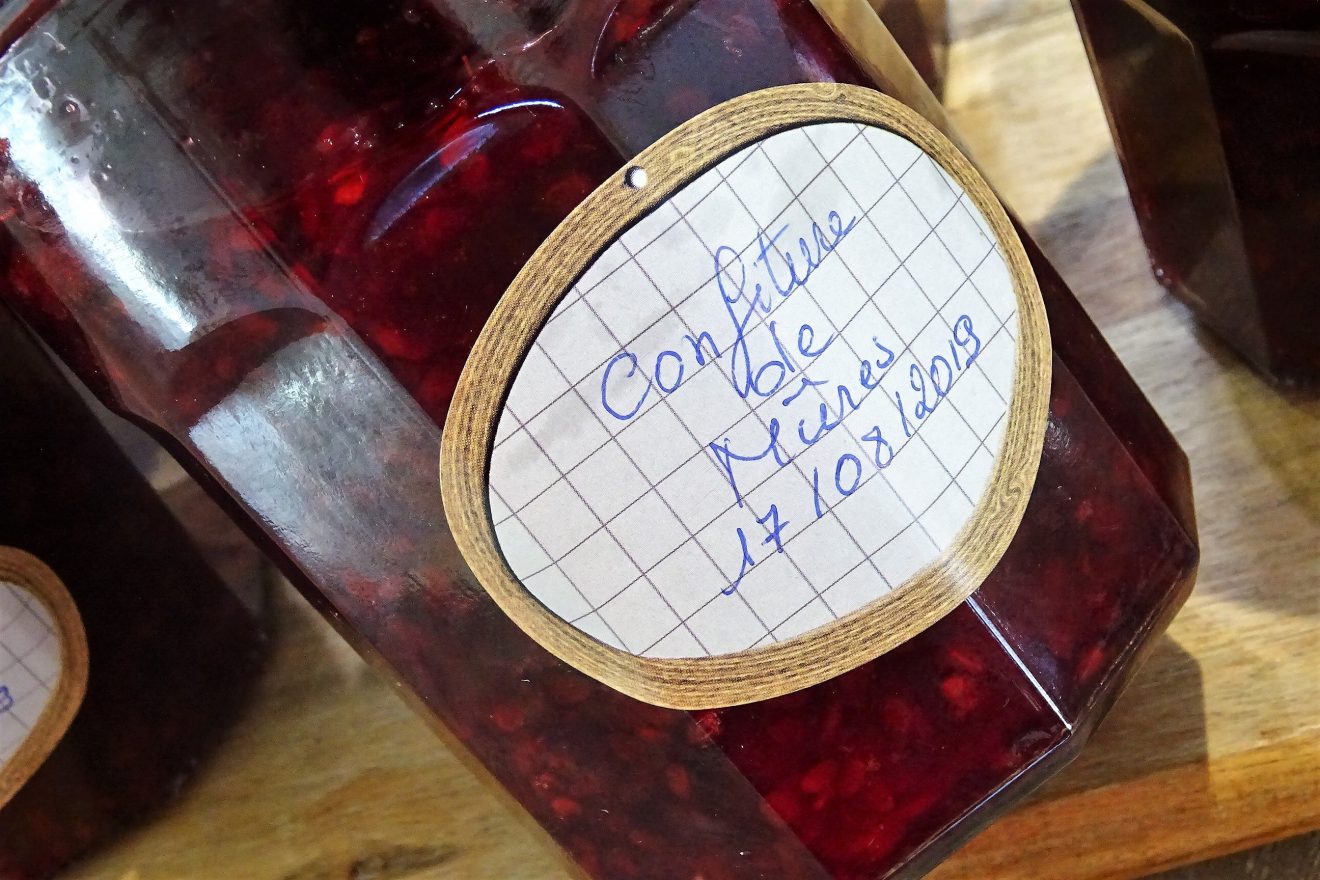 Confiture
de
Mûres
17/08/2019